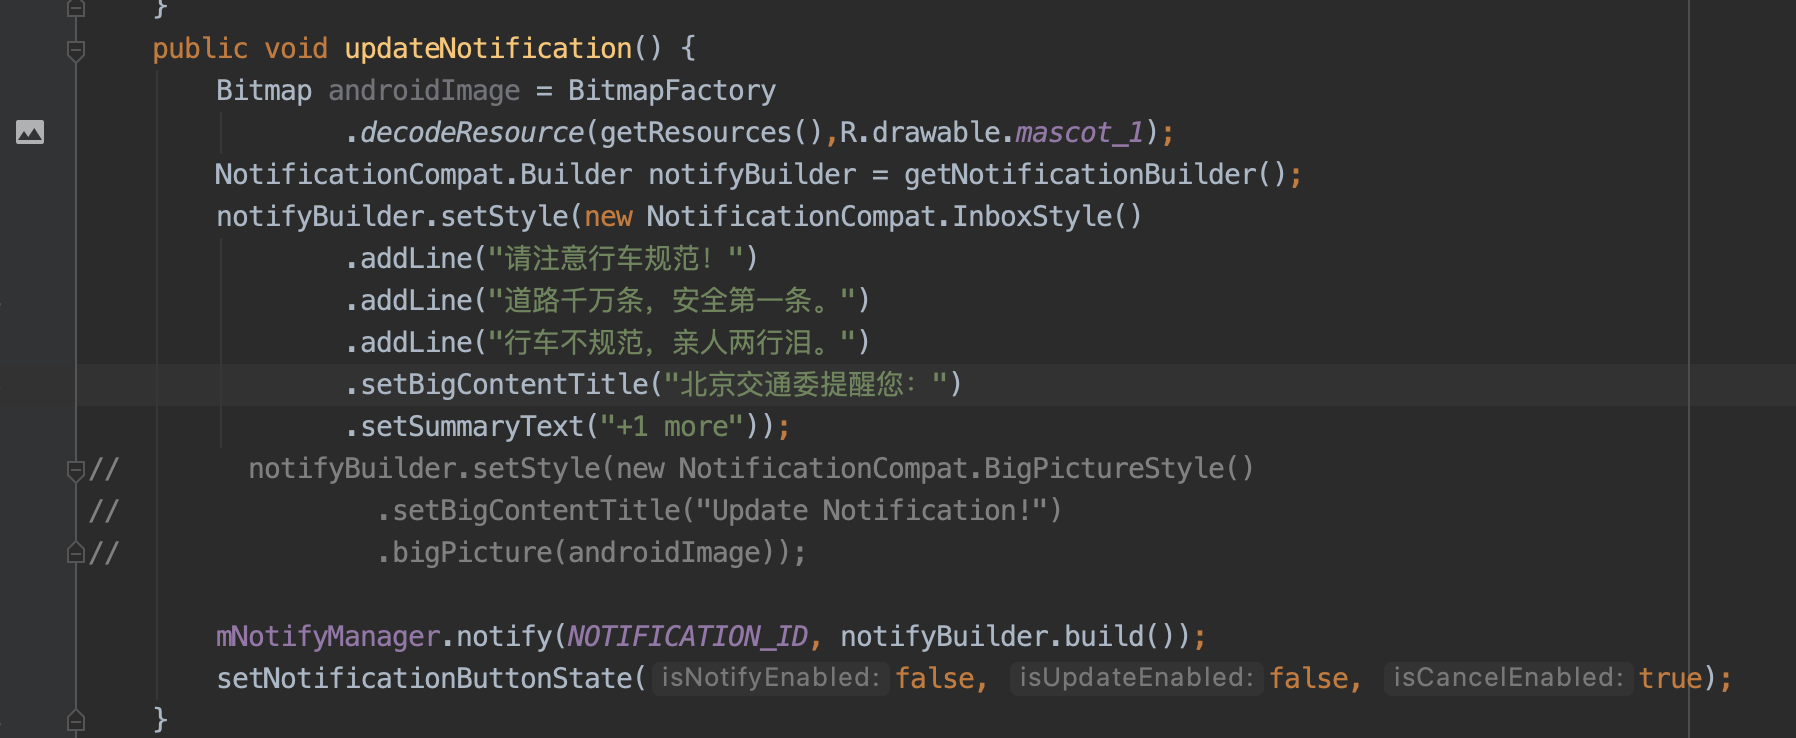 }
public void updateNotification() {
Bitmap androidImage = BitmapFactory
.decodeResource(getResources(),R.drawable.mascot_1);
NotificationCompat.Builder notifyBuilder = getNotificationBuilder();
notifyBuilder.setStyle(new NotificationCompat.InboxStyle()
.addLine("请注意行车规范！")
.addLine("道路千万条，安全第一条。")
.addLine("行车不规范，亲人两行泪。")
.setBigContentTitle("北京交通委提醒您：")
.setSummaryText("+1 more"));
// notifyBuilder.setStyle(new NotificationCompat.BigPictureStyle()
// .setBigContentTitle("Update Notification!")
// .bigPicture(androidImage));
mNotifyManager.notify(NOTIFICATION_ID, notifyBuilder.build());
setNotificationButtonState( isNotifyEnabled: false, isUpdateEnabled: false, isCancelEnabled: true);
}